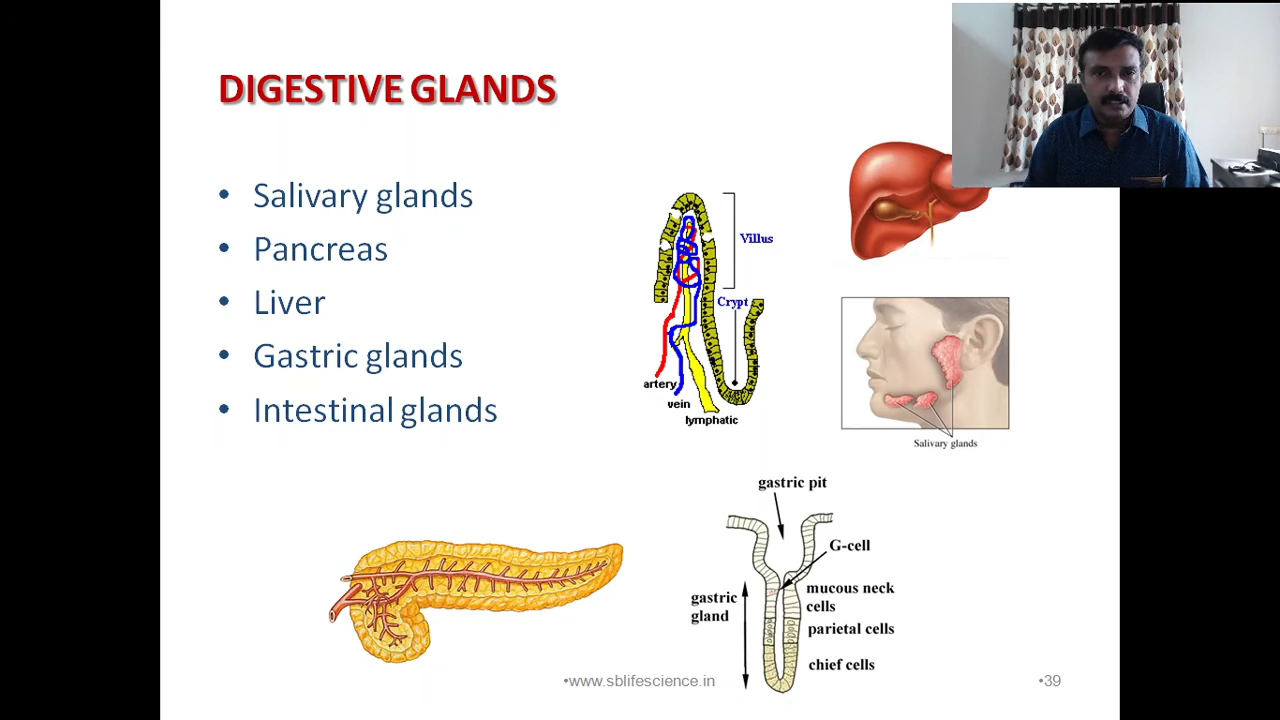 DIGESTIVE GLANDS
• Salivary glands
• Pancreas
• Liver
• Gastric glands
• Intestinal glands
Villus
Crypt
artery
vein
lymphatic
Salivary glands
gastric pit
G-cell
gastric
gland
mucous neck
cells
parietal cells
chief cells
•www.sblifescience.in
•39